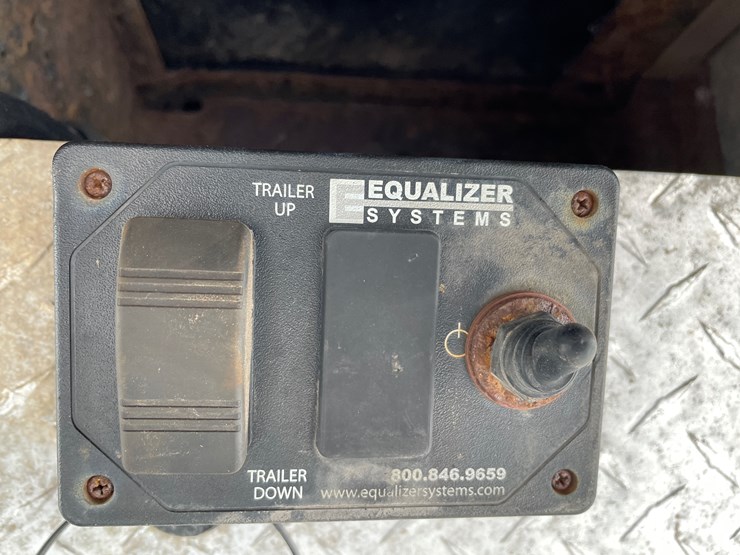 TRAILER
UP
EQUALIZER
SYSTEMS
TRAILER
DOWN
800.846.9659
www.equalizersystems.com